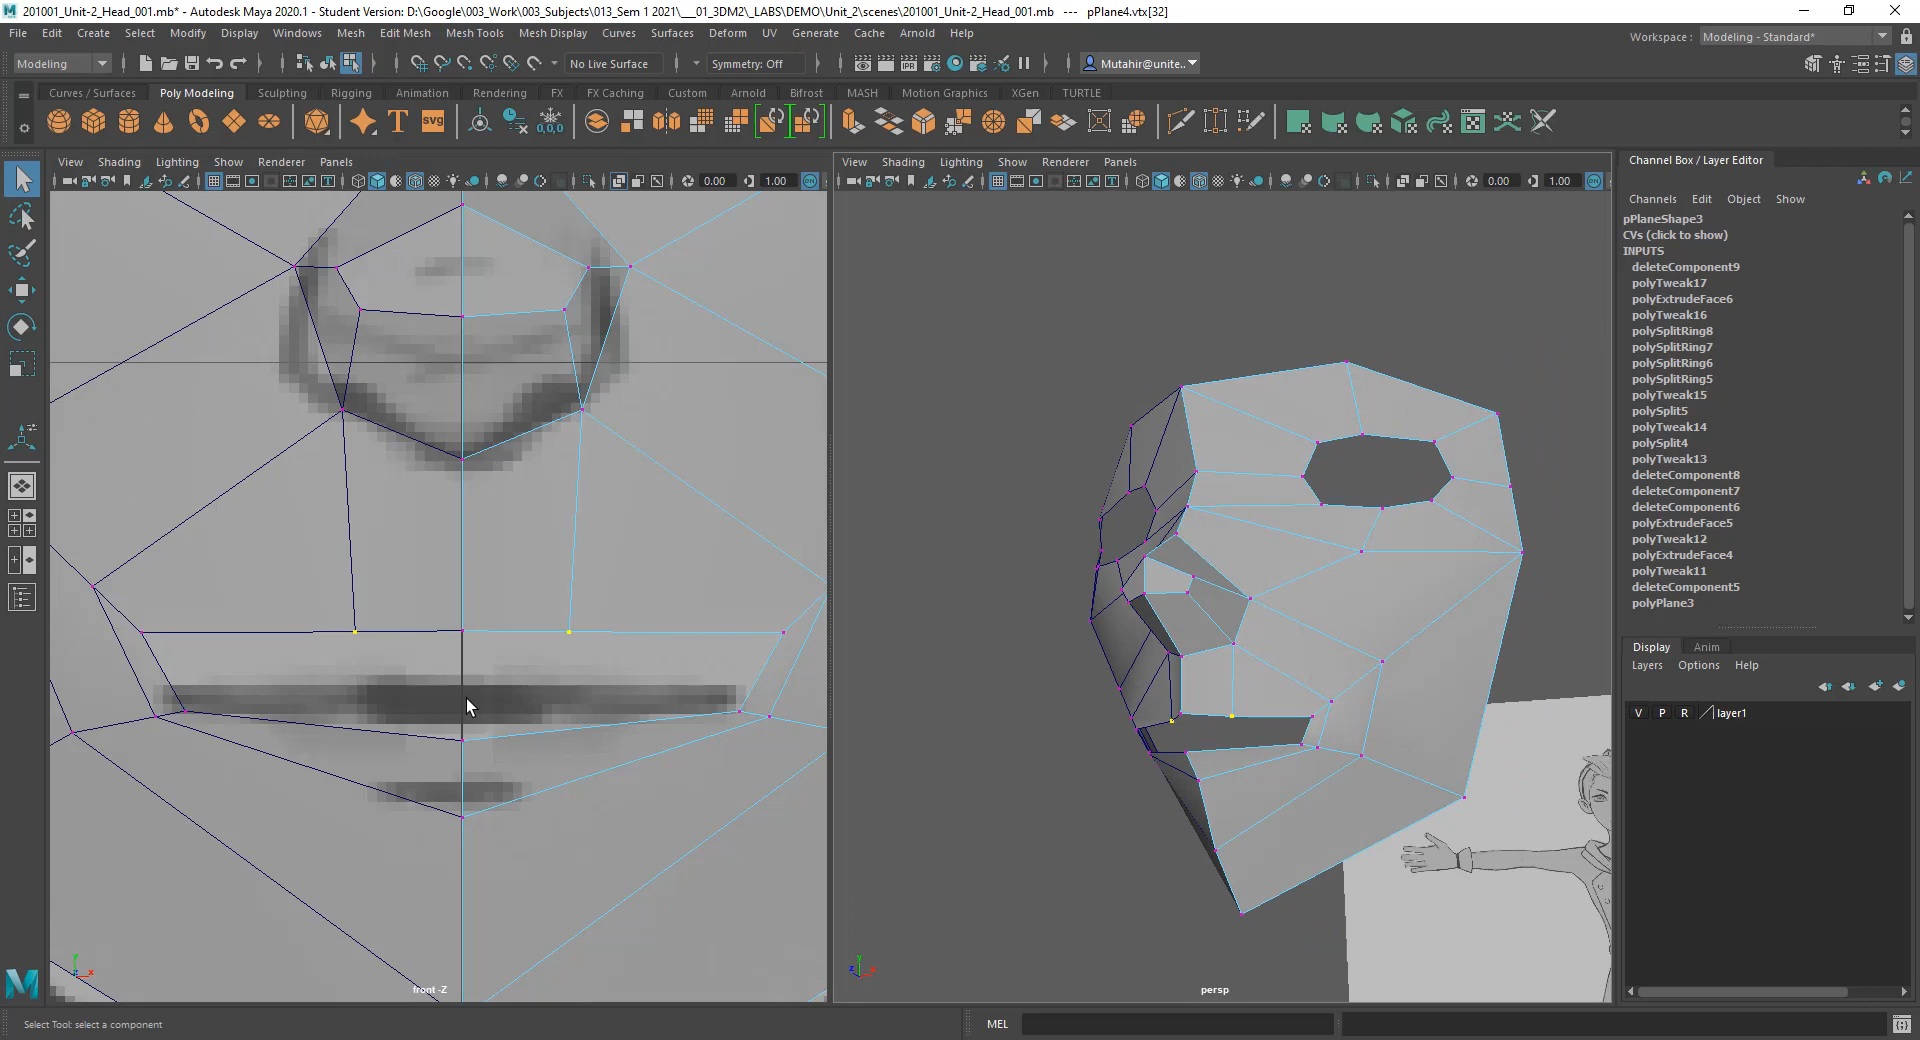 201001_Unit-2_Head_001.mb* - Autodesk Maya 2020.1 - Student Version: D:\Google\003_Work\003_Subjects\013_Sem 1 2021\___01_3DM2\_LABS\DEMO\Unit_2\scenes\201001_Unit-2_Head_001.mb --- pPlane4.vtx[32]
File Edit Create Select Modify Display Windows Mesh Edit Mesh Mesh Tools Mesh Display Curves Surfaces Deform UV Generate Cache Arnold Help
Workspace : Modeling - Standard*
Modeling
No Live Surface
Symmetry: Off
IPR
Mutahir@unite..
Curves / Surfaces Poly Modeling Sculpting Rigging Animation Rendering FX FX Caching Custom Arnold Bifrost MASH Motion Graphics XGen TURTLE
T
svg
0,0,0
View Shading Lighting Show Renderer Panels
0.00 1.00
front -Z
View Shading Lighting Show Renderer Panels
0.00 1.00
persp
Channel Box / Layer Editor
Channels Edit Object Show
pPlaneShape3
CVs (click to show)
INPUTS
deleteComponent9
polyTweak17
polyExtrudeFace6
polyTweak16
polySplitRing8
polySplitRing7
polySplitRing6
polySplitRing5
polyTweak15
polySplit5
polyTweak14
polySplit4
polyTweak13
deleteComponent8
deleteComponent7
deleteComponent6
polyExtrudeFace5
polyTweak12
polyExtrudeFace4
polyTweak11
deleteComponent5
polyPlane3
Display Anim
Layers Options Help
V P R layer1
Select Tool: select a component
MEL